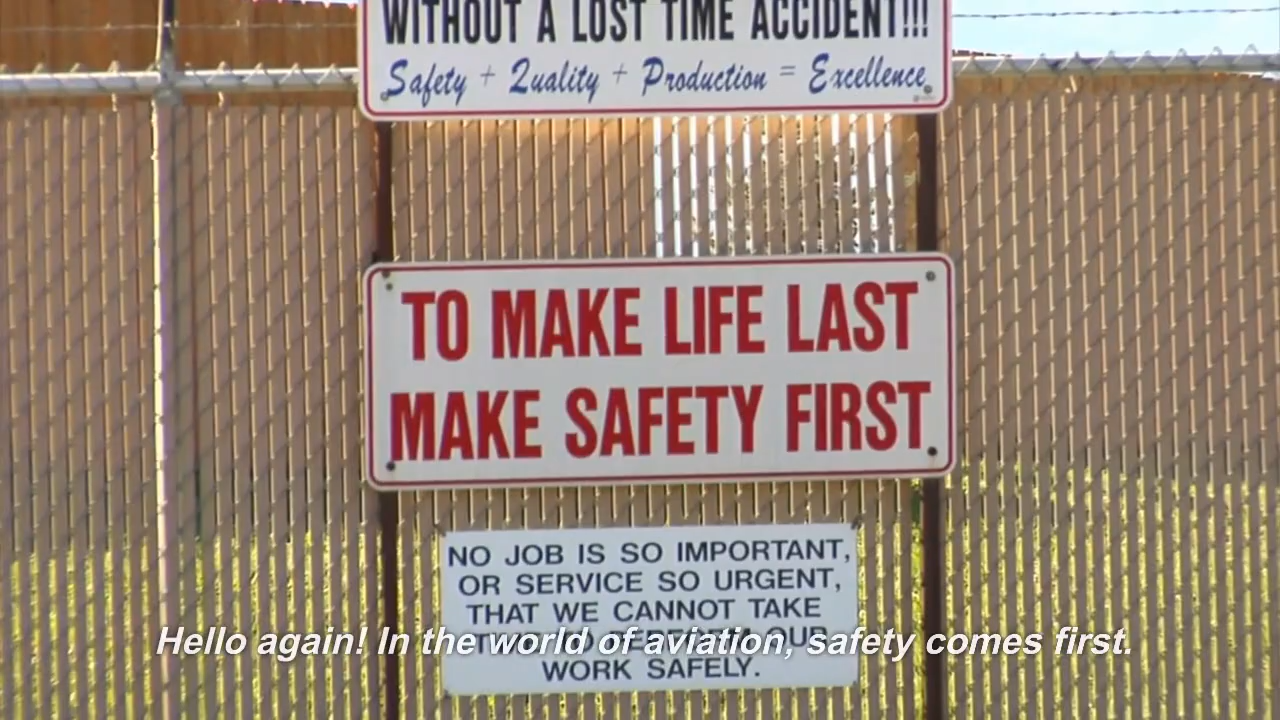 WITHOUT A LOST TIME ACCIDENT!!!
Safety + Quality + Production = Excellence
TO MAKE LIFE LAST
MAKE SAFETY FIRST
NO JOB IS SO IMPORTANT,
OR SERVICE SO URGENT,
THAT WE CANNOT TAKE
OUR
Hello again! In the world of aviation, safety comes first.
WORK SAFELY.